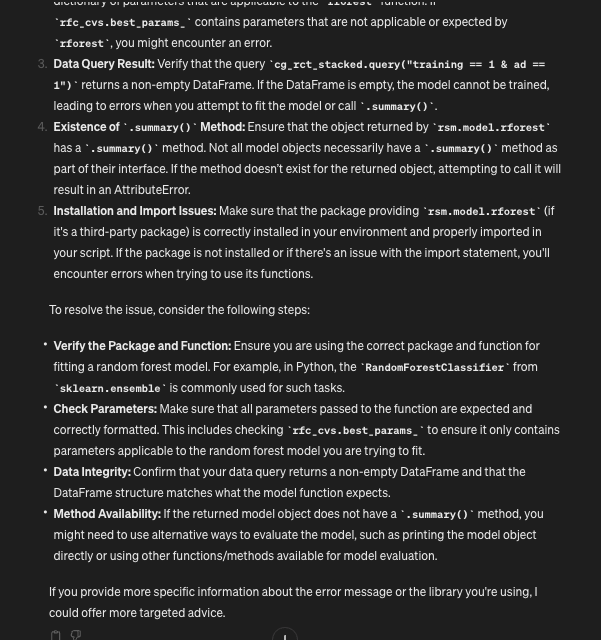 dictionary of parameters that are applicable to the `rforest` function. If
`rfc_cvs.best_params_` contains parameters that are not applicable or expected by
`rforest`, you might encounter an error.
3. Data Query Result: Verify that the query `cg_rct_stacked.query("training == 1 & ad ==
1")` returns a non-empty DataFrame. If the DataFrame is empty, the model cannot be trained,
leading to errors when you attempt to fit the model or call `.summary()`.
4. Existence of `.summary()` Method: Ensure that the object returned by `rsm.model.rforest`
has a `.summary()` method. Not all model objects necessarily have a `.summary()` method as
part of their interface. If the method doesn't exist for the returned object, attempting to call it will
result in an AttributeError.
5. Installation and Import Issues: Make sure that the package providing `rsm.model.rforest` (if
it's a third-party package) is correctly installed in your environment and properly imported in
your script. If the package is not installed or if there's an issue with the import statement, you'll
encounter errors when trying to use its functions.
To resolve the issue, consider the following steps:
• Verify the Package and Function: Ensure you are using the correct package and function for
fitting a random forest model. For example, in Python, the `RandomForestClassifier` from
`sklearn.ensemble` is commonly used for such tasks.
• Check Parameters: Make sure that all parameters passed to the function are expected and
correctly formatted. This includes checking `rfc_cvs.best_params_` to ensure it only contains
parameters applicable to the random forest model you are trying to fit.
• Data Integrity: Confirm that your data query returns a non-empty DataFrame and that the
DataFrame structure matches what the model function expects.
• Method Availability: If the returned model object does not have a `.summary()` method, you
might need to use alternative ways to evaluate the model, such as printing the model object
directly or using other functions/methods available for model evaluation.
If you provide more specific information about the error message or the library you're using, I
could offer more targeted advice.